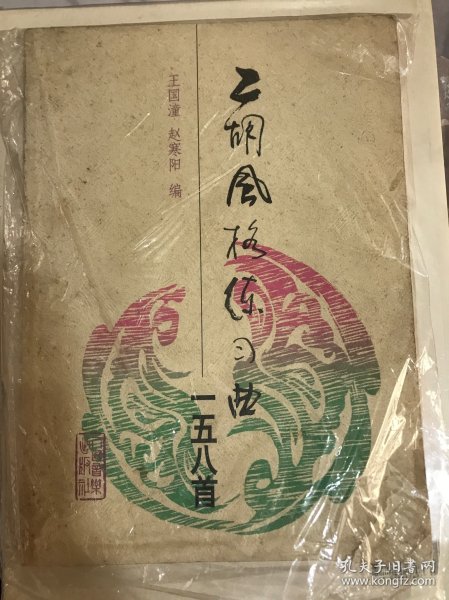 二胡风格练习曲
一五八首
王国潼 赵寒阳 编
孔夫子旧书网
www.kongfz.com